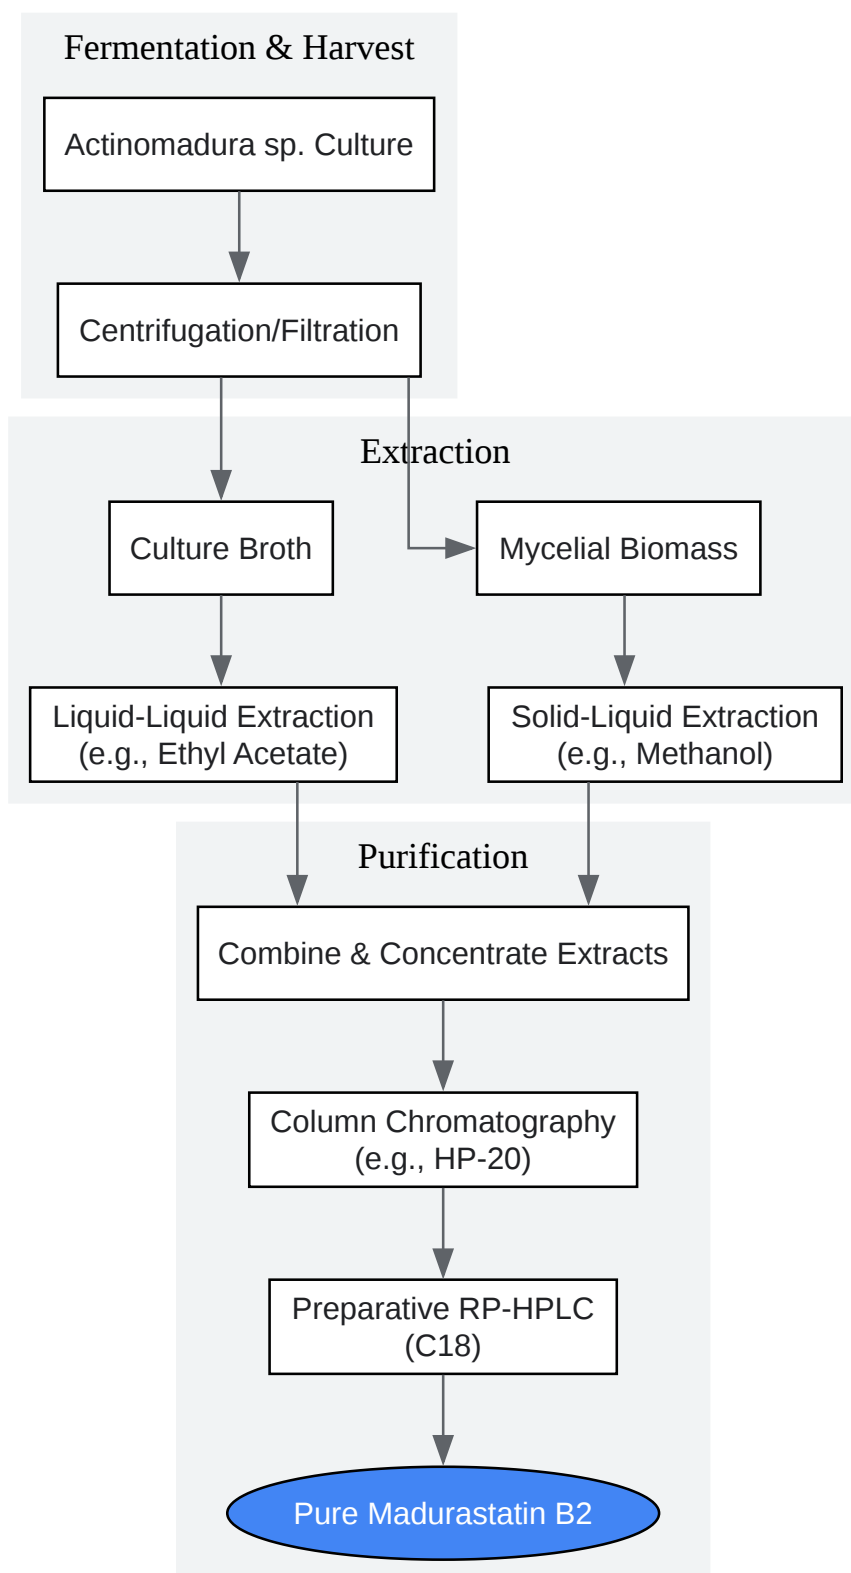 Fermentation & Harvest
Actinomadura sp. Culture
Centrifugation/Filtration
Extraction
Culture Broth
Mycelial Biomass
Liquid-Liquid Extraction
(e.g., Ethyl Acetate)
Solid-Liquid Extraction
(e.g., Methanol)
Purification
Combine & Concentrate Extracts
Column Chromatography
(e.g., HP-20)
Preparative RP-HPLC
(C18)
Pure Madurastatin B2